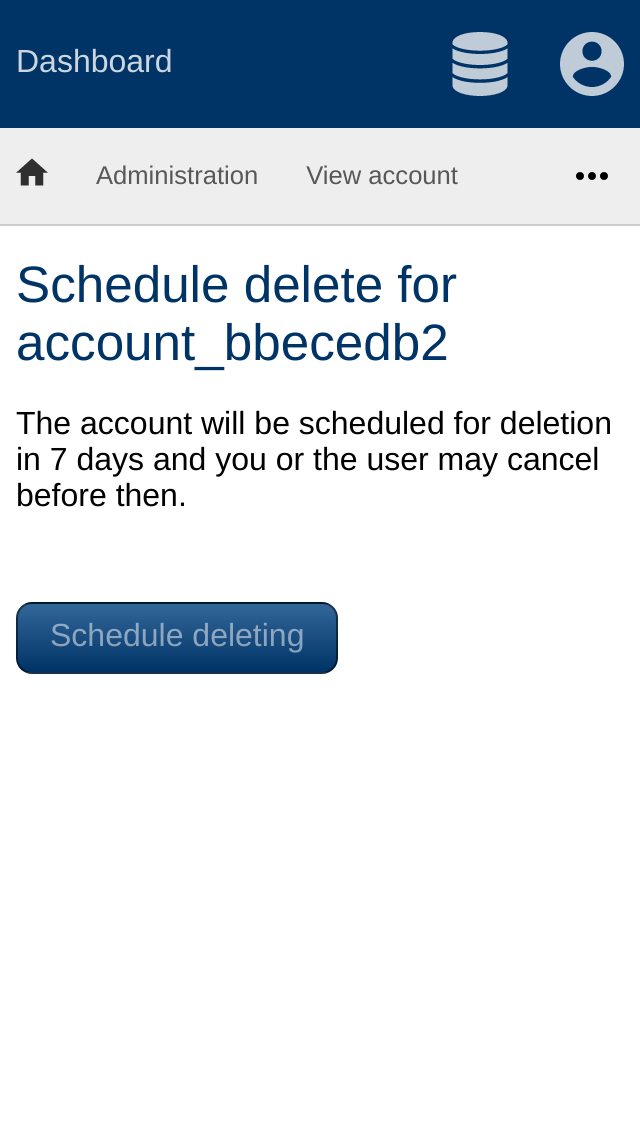 Dashboard
Administration View account
Schedule delete for
account_bbecedb2
The account will be scheduled for deletion
in 7 days and you or the user may cancel
before then.
Schedule deleting